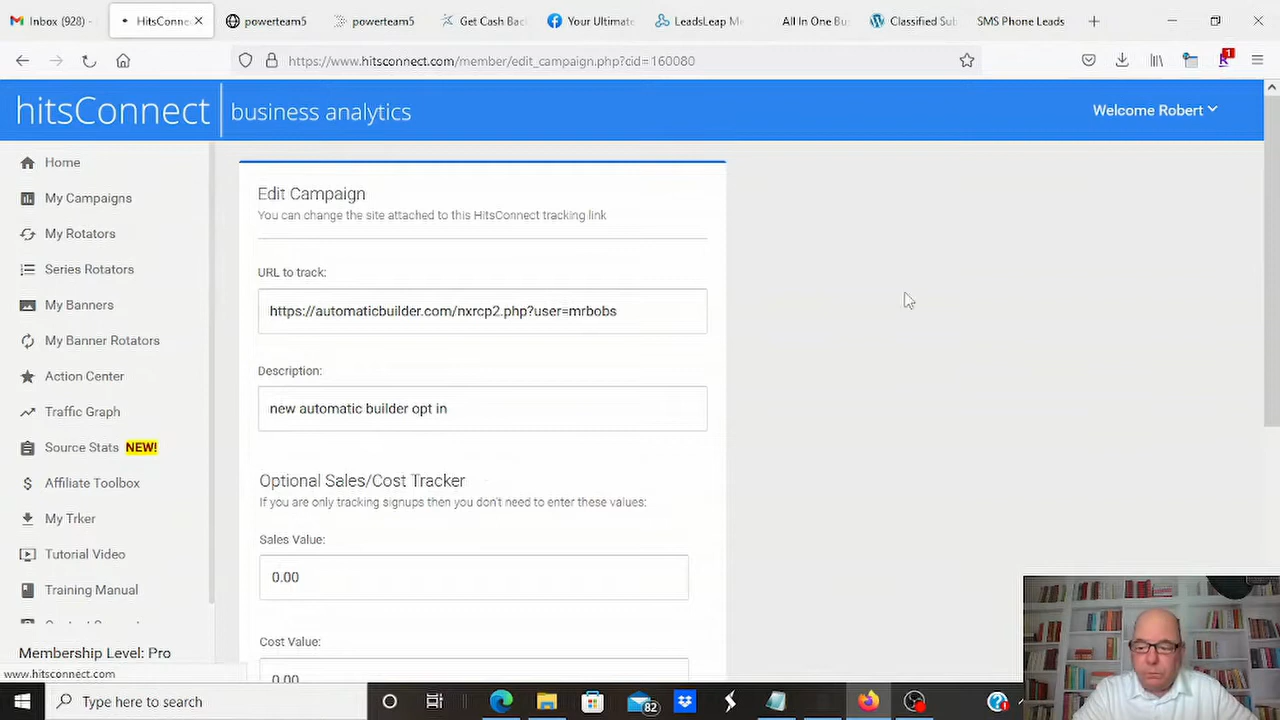 Inbox (928)
HitsConnec
powerteam5
powerteam5
Get Cash Bac
Your Ultimate
LeadsLeap Me
All In One Bus
Classified Sub
SMS Phone Leads
https://www.hitsconnect.com/member/edit_campaign.php?cid=160080
1
hitsConnect business analytics
Welcome Robert
Home
My Campaigns
My Rotators
Series Rotators
My Banners
My Banner Rotators
Action Center
Traffic Graph
Source Stats NEW!
Affiliate Toolbox
My Trker
Tutorial Video
Training Manual
Membership Level: Pro
www.hitsconnect.com
Edit Campaign
You can change the site attached to this HitsConnect tracking link
URL to track:
https://automaticbuilder.com/nxrcp2.php?user=mrbobs
Description:
new automatic builder opt in
Optional Sales/Cost Tracker
If you are only tracking signups then you don't need to enter these values:
Sales Value:
0.00
Cost Value:
0.00
Type here to search
82